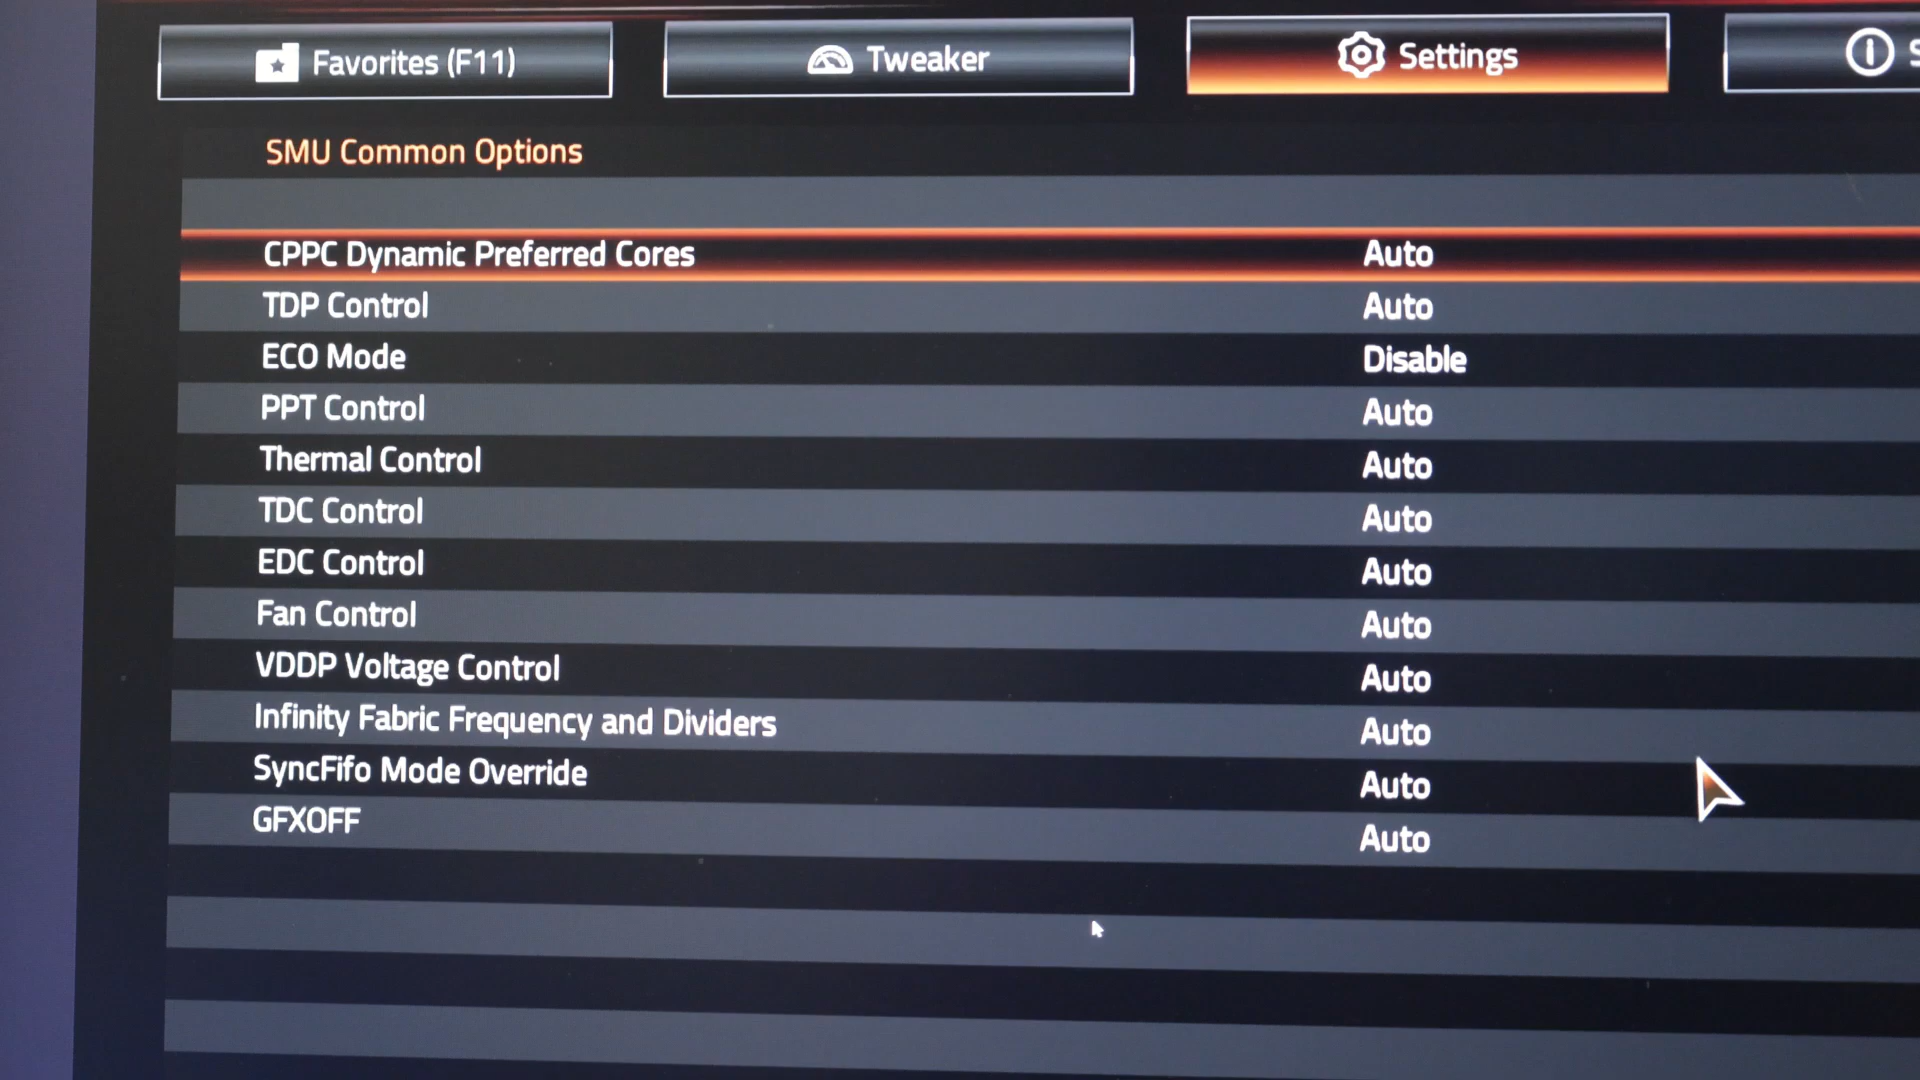 Favorites (F11)
Tweaker
Settings
SMU Common Options
CPPC Dynamic Preferred Cores Auto
TDP Control Auto
ECO Mode Disable
PPT Control Auto
Thermal Control Auto
TDC Control Auto
EDC Control Auto
Fan Control Auto
VDDP Voltage Control Auto
Infinity Fabric Frequency and Dividers Auto
SyncFifo Mode Override Auto
GFXOFF Auto